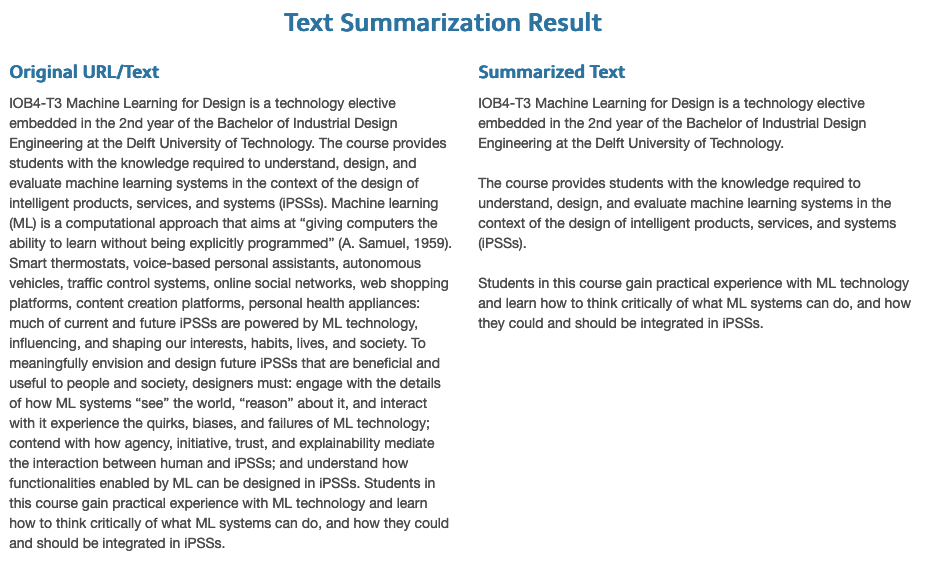 Text Summarization Result
Original URL/Text
IOB4-T3 Machine Learning for Design is a technology elective
embedded in the 2nd year of the Bachelor of Industrial Design
Engineering at the Delft University of Technology. The course provides
students with the knowledge required to understand, design, and
evaluate machine learning systems in the context of the design of
intelligent products, services, and systems (iPSSs). Machine learning
(ML) is a computational approach that aims at “giving computers the
ability to learn without being explicitly programmed” (A. Samuel, 1959).
Smart thermostats, voice-based personal assistants, autonomous
vehicles, traffic control systems, online social networks, web shopping
platforms, content creation platforms, personal health appliances:
much of current and future iPSSs are powered by ML technology,
influencing, and shaping our interests, habits, lives, and society. To
meaningfully envision and design future iPSSs that are beneficial and
useful to people and society, designers must: engage with the details
of how ML systems “see” the world, “reason” about it, and interact
with it experience the quirks, biases, and failures of ML technology;
contend with how agency, initiative, trust, and explainability mediate
the interaction between human and iPSSs; and understand how
functionalities enabled by ML can be designed in iPSSs. Students in
this course gain practical experience with ML technology and learn
how to think critically of what ML systems can do, and how they could
and should be integrated in iPSSs.
Summarized Text
IOB4-T3 Machine Learning for Design is a technology elective
embedded in the 2nd year of the Bachelor of Industrial Design
Engineering at the Delft University of Technology.
The course provides students with the knowledge required to
understand, design, and evaluate machine learning systems in the
context of the design of intelligent products, services, and systems
(iPSSs).
Students in this course gain practical experience with ML technology
and learn how to think critically of what ML systems can do, and how
they could and should be integrated in iPSSs.